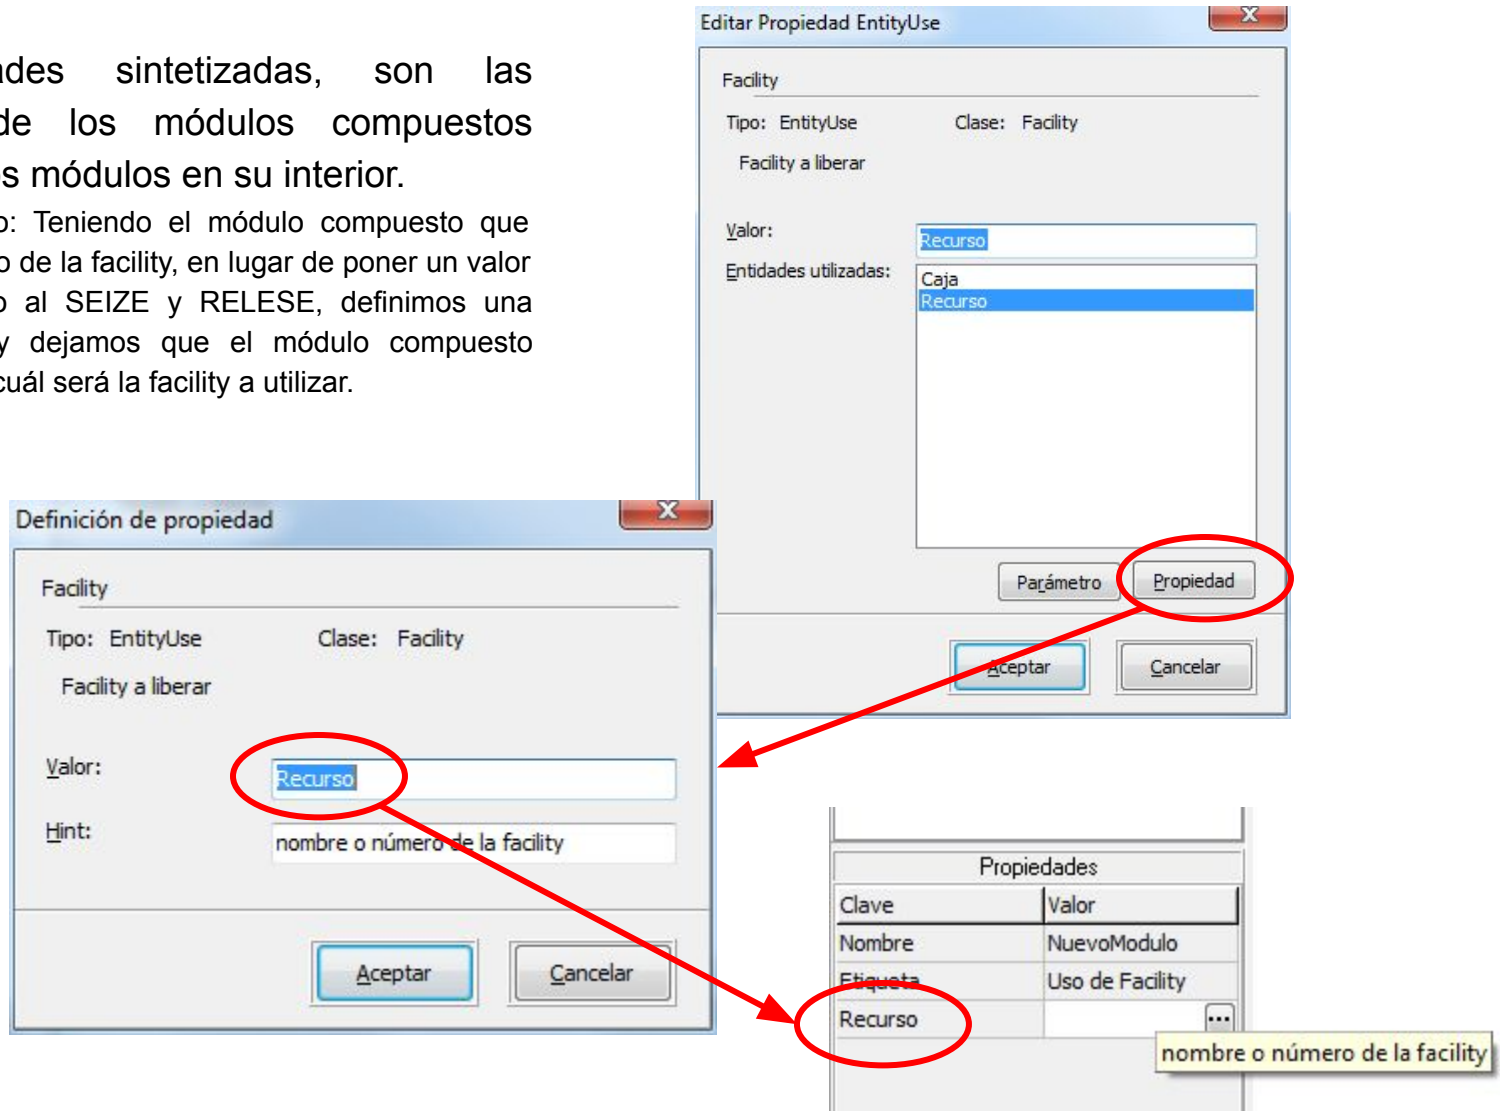 ades sintetizadas, son las
de los módulos compuestos
os módulos en su interior.
o: Teniendo el módulo compuesto que
o de la facility, en lugar de poner un valor
o al SEIZE y RELESE, definimos una
y dejamos que el módulo compuesto
cuál será la facility a utilizar.
Editar Propiedad EntityUse
Facility
Tipo: EntityUse Clase: Facility
Facility a liberar
Valor: Recurso
Entidades utilizadas: Caja
Recurso
Parámetro Propiedad
Aceptar Cancelar
Definición de propiedad
Facility
Tipo: EntityUse Clase: Facility
Facility a liberar
Valor: Recurso
Hint: nombre o número de la facility
Aceptar Cancelar
Propiedades
Clave Valor
Nombre NuevoModulo
Etiqueta Uso de Facility
Recurso ...
nombre o número de la facility